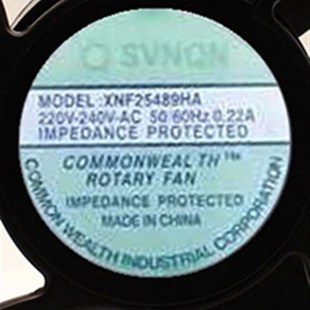 SVNON
MODEL XNF25489HA
220V-240V-AC 50/60Hz 0.22A
IMPEDANCE PROTECTED
COMMONWEALTH™
ROTARY FAN
IMPEDANCE PROTECTED
MADE IN CHINA
COMMON WEALTH INDUSTRIAL CORPORATION